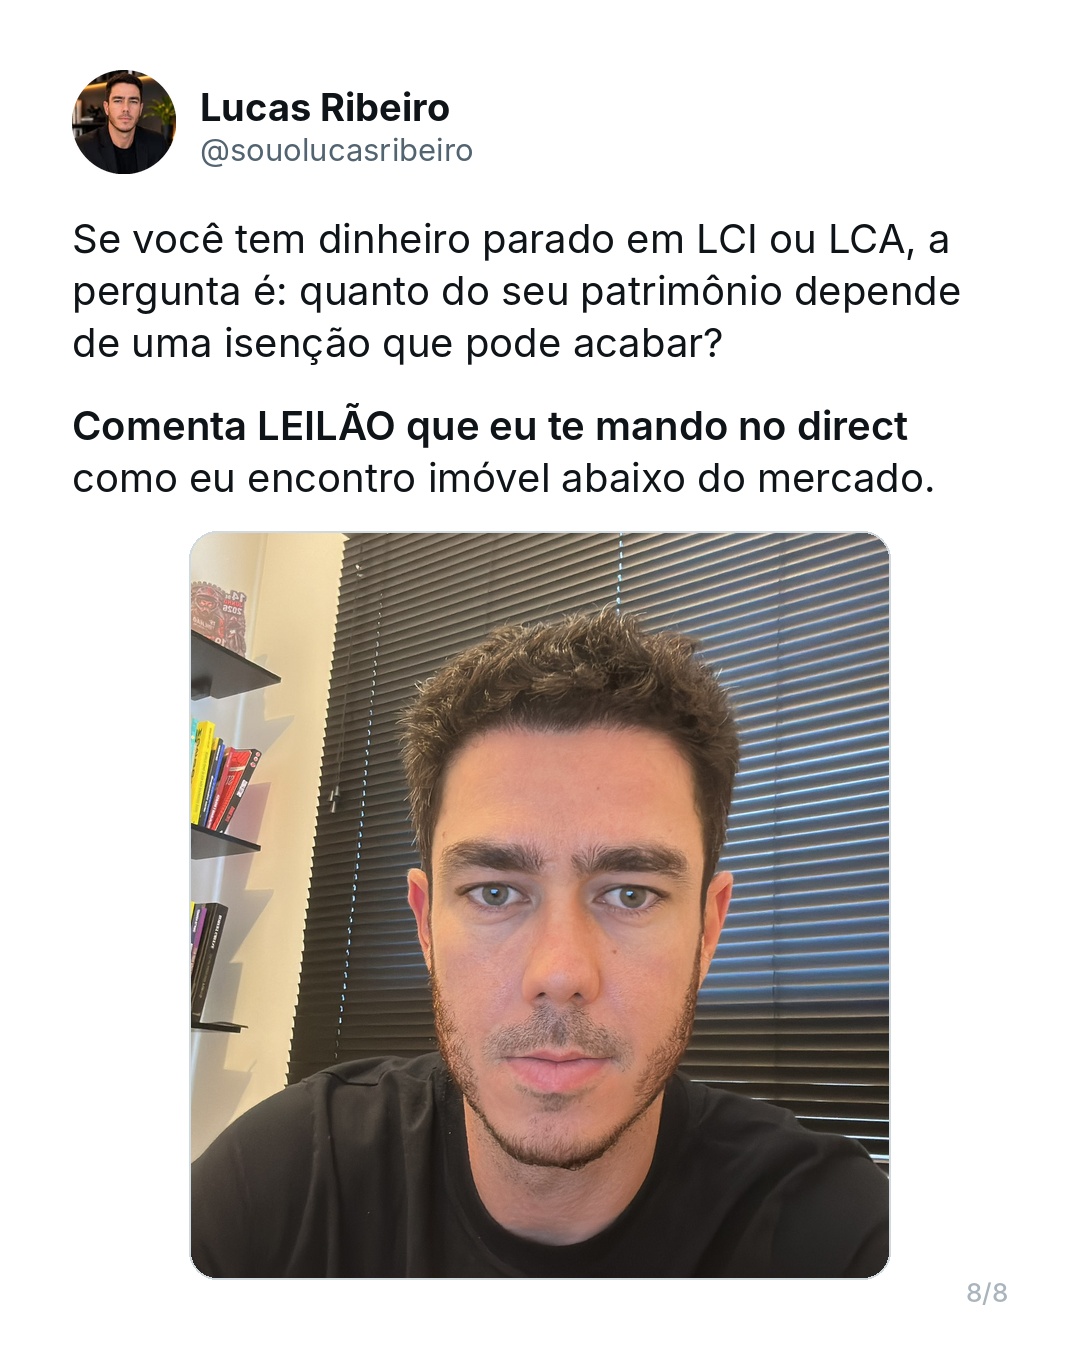 Lucas Ribeiro
@souolucasribeiro
Se você tem dinheiro parado em LCI ou LCA, a
pergunta é: quanto do seu patrimônio depende
de uma isenção que pode acabar?
Comenta LEILÃO que eu te mando no direct
como eu encontro imóvel abaixo do mercado.
8/8